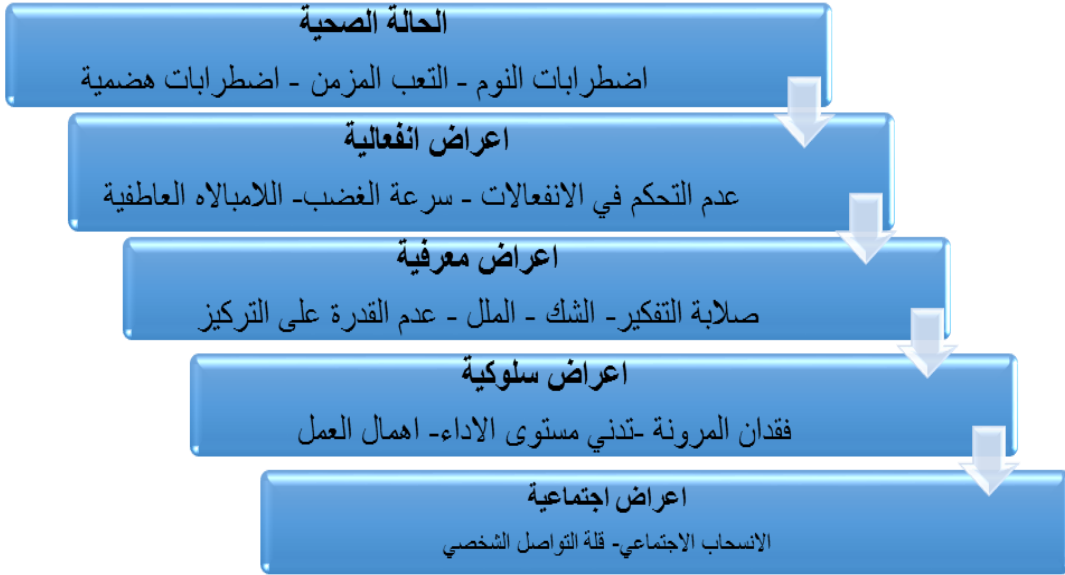 الحالة الصحية
اضطرابات النوم - التعب المزمن - اضطرابات هضمية
اعراض انفعالية
عدم التحكم في الانفعالات - سرعة الغضب- اللامبالاه العاطفية
اعراض معرفية
صلابة التفكير- الشك - الملل - عدم القدرة على التركيز
اعراض سلوكية
فقدان المرونة -تدني مستوى الاداء- اهمال العمل
اعراض اجتماعية
الانسحاب الاجتماعي- قلة التواصل الشخصي